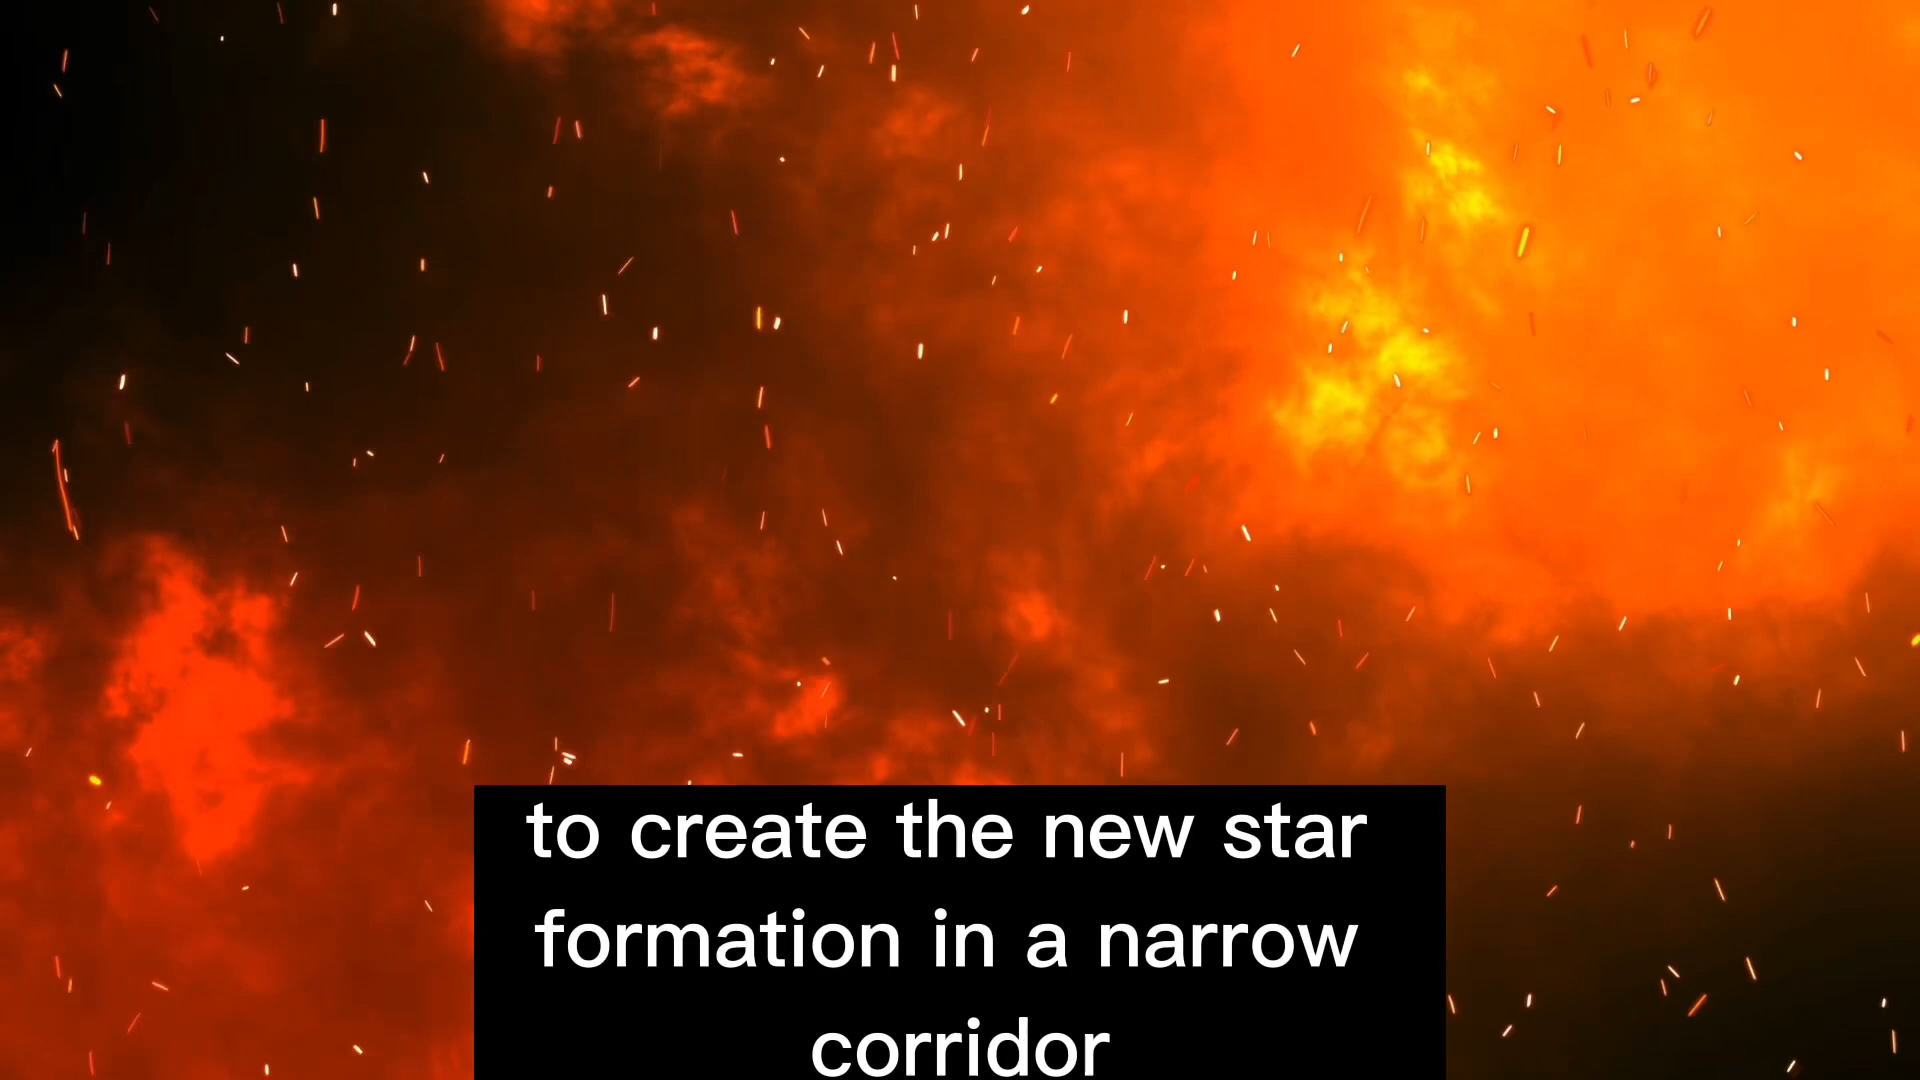 to create the new star
formation in a narrow
corridor